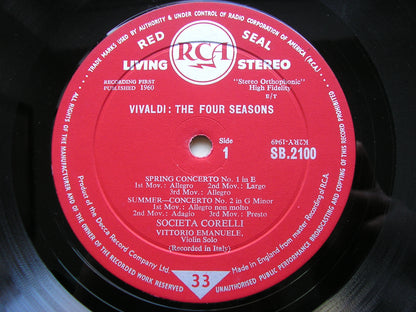 TRADE MARK USED BY AUTHORITY & UNDER CONTROL OF RADIO CORPORATION OF AMERICA (R.C.A.)
RED SEAL
RCA
LIVING STEREO
RECORDING FIRST
PUBLISHED 1960
"Stereo Orthophonic"
High Fidelity
E/T
VIVALDI: THE FOUR SEASONS
Side
1
KRRY-1949
SB.2100
SPRING CONCERTO No. 1 in E
1st Mov.: Allegro 2nd Mov.: Largo
3rd Mov.: Allegro
SUMMER—CONCERTO No. 2 in G Minor
1st Mov.: Allegro non molto
2nd Mov.: Adagio 3rd Mov.: Presto
SOCIETA CORELLI
VITTORIO EMANUELE,
Violin Solo
(Recorded in Italy)
33
Product of the Decca Record Company Ltd.
Made in England from master Recording of RCA
ALL RIGHTS OF THE MANUFACTURER AND OF THE OWNER OF THE RECORDED WORK RESERVED
UNAUTHORISED PUBLIC PERFORMANCE BROADCASTING AND COPYING OF THIS RECORD PROHIBITED